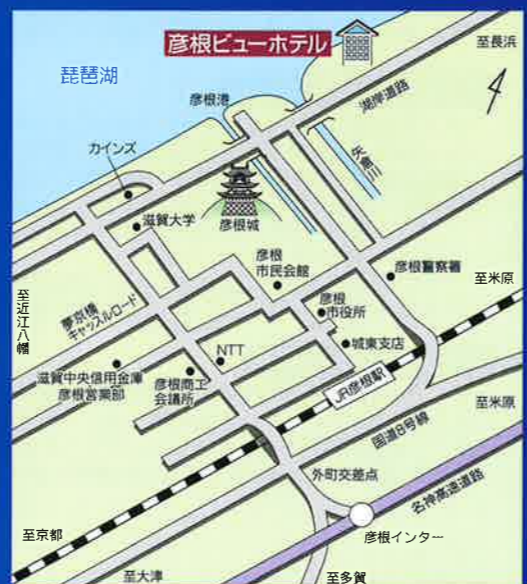 彦根ビューホテル
至長浜
琵琶湖
湖岸道路
彦根港
矢倉川
カインズ
滋賀大学
彦根城
彦根
市民会館
彦根警察署
至米原
至近江八幡
夢京橋
キャッスルロード
彦根
市役所
城東支店
NTT
滋賀中央信用金庫
彦根営業部
彦根商工
会議所
JR彦根駅
至米原
国道8号線
外町交差点
名神高速道路
至京都
彦根インター
至大津
至多賀